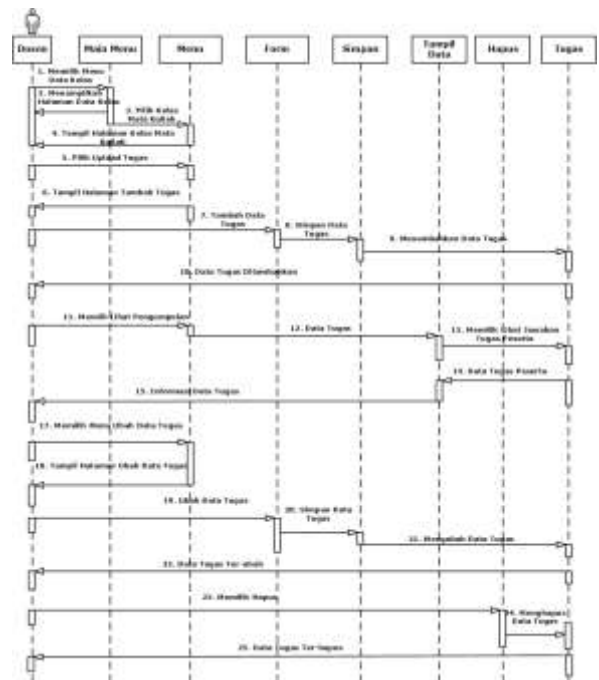 Dosen
Main Menu
Menu
Form
Simpan
Tampil
Data
Hapus
Tugas
1. Memilih Menu
Data Kelas
2. Menampilkan
Halaman Data Kelas
3. Pilih Kelas
Mata Kuliah
4. Tampil Halaman Kelas Mata
Kuliah
5. Pilih Upload Tugas
6. Tampil Halaman Tambah Tugas
7. Tambah Data
Tugas
8. Simpan Data
Tugas
9. Menambahkan Data Tugas
10. Data Tugas Ditambahkan
11. Memilih Lihat Pengumpulan
12. Data Tugas
13. Memilih Lihat Jawaban
Tugas Peserta
14. Data Tugas Peserta
15. Informasi Data Tugas
17. Memilih Menu Ubah Data Tugas
18. Tampil Halaman Ubah Data Tugas
19. Ubah Data Tugas
20. Simpan Data
Tugas
Mengubah Data Tugas
Data Tugas Ter-ubah
Memilih Hapus
Menghapus
Data Tugas
25. Data Tugas Ter-hapus